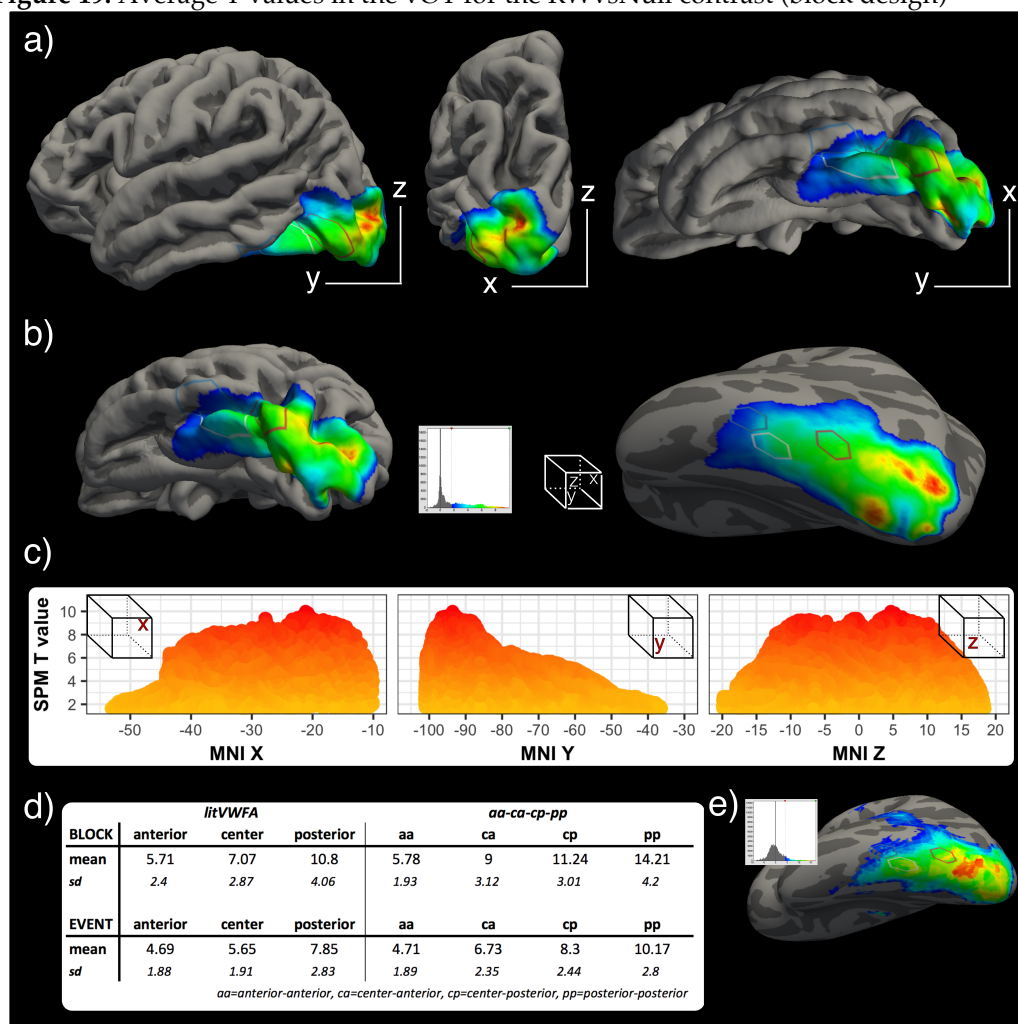 Figure 19. Average T values in the vOT for the RWvsNull contrast (block design)
a)
z
y
z
x
x
y
b)
z x
y
c)
SPM T value
10
8
6
4
2
x
y
z
-50 -40 -30 -20 -10
-100 -90 -80 -70 -60 -50 -40 -30
-20 -15 -10 -5 0 5 10 15 20
MNI X MNI Y MNI Z
d)
litVWFA aa-ca-cp-pp
BLOCK anterior center posterior aa ca cp pp
mean 5.71 7.07 10.8 5.78 9 11.24 14.21
sd 2.4 2.87 4.06 1.93 3.12 3.01 4.2
EVENT anterior center posterior aa ca cp pp
mean 4.69 5.65 7.85 4.71 6.73 8.3 10.17
sd 1.88 1.91 2.83 1.89 2.35 2.44 2.8
aa=anterior-anterior, ca=center-anterior, cp=center-posterior, pp=posterior-posterior
e)